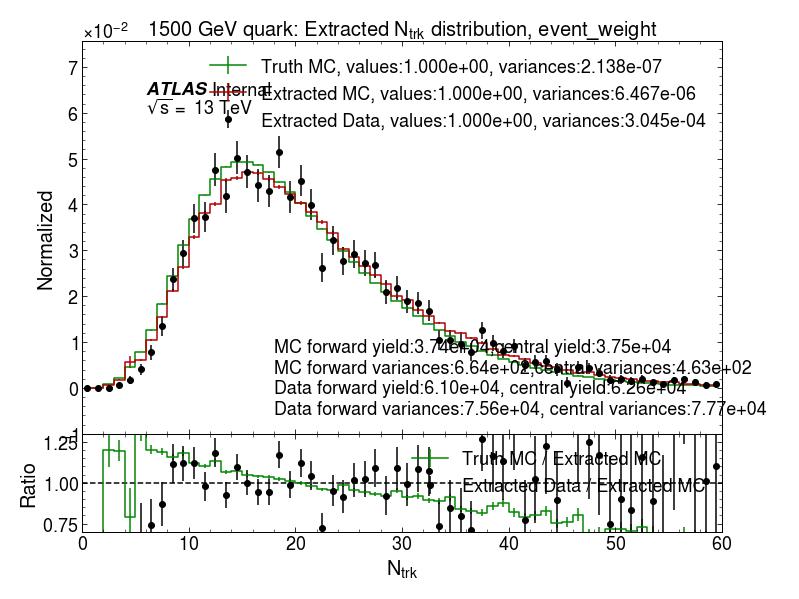 ×10⁻² 1500 GeV quark: Extracted N_trk distribution, event_weight
7
Truth MC, values:1.000e+00, variances:2.138e-07
ATLAS Internal
Extracted MC, values:1.000e+00, variances:6.467e-06
√s = 13 TeV
Extracted Data, values:1.000e+00, variances:3.045e-04
6
5
4
3
2
1
0
1
Normalized
MC forward yield:3.74e+04, central yield:3.75e+04
MC forward variances:6.64e+02, central variances:4.63e+02
Data forward yield:6.10e+04, central yield:6.26e+04
Data forward variances:7.56e+04, central variances:7.77e+04
1.25
1.00
0.75
Ratio
Truth MC / Extracted MC
Extracted Data / Extracted MC
0 10 20 30 40 50 60
N_trk